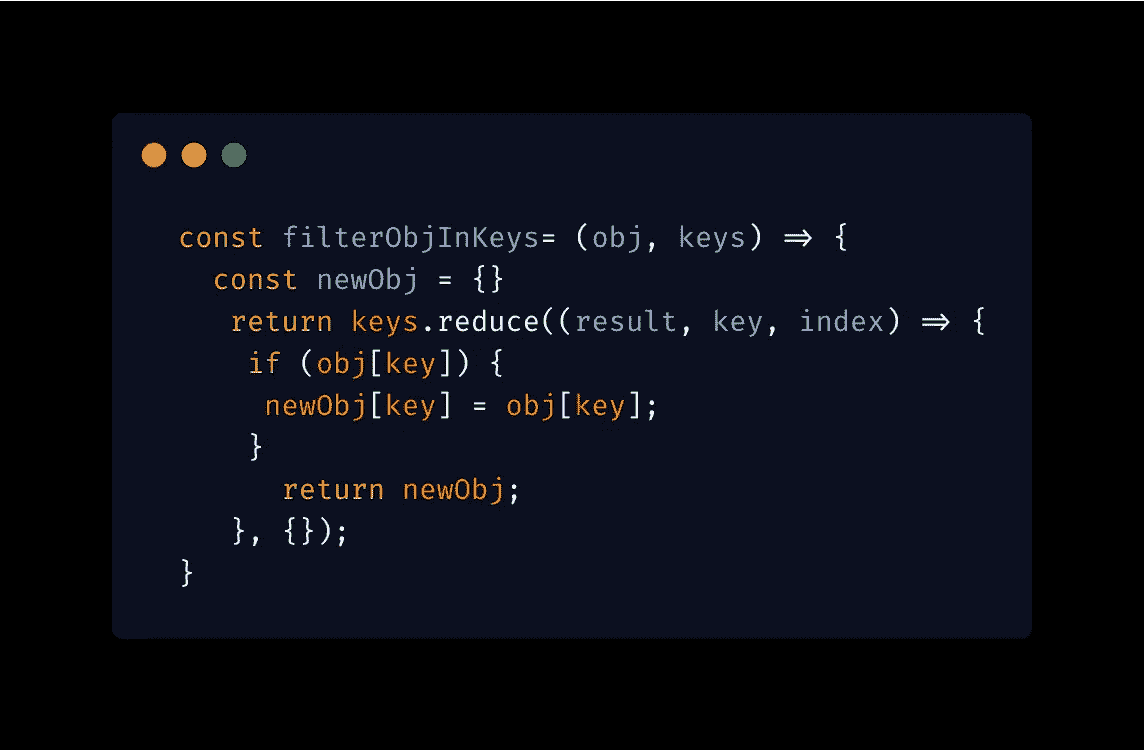 const filterObjInKeys= (obj, keys) => {
  const newObj = {}
   return keys.reduce((result, key, index) => {
    if (obj[key]) {
     newObj[key] = obj[key];
    }
      return newObj;
   }, {});
}